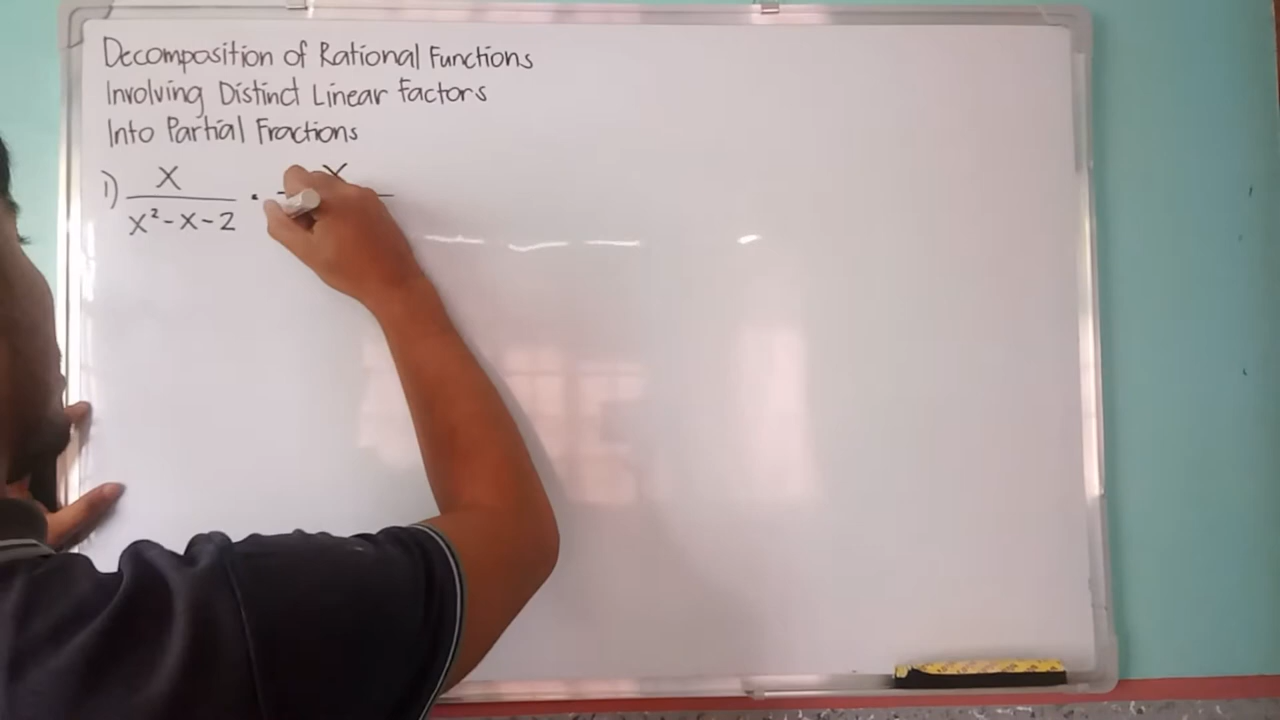 Decomposition of Rational Functions
Involving Distinct Linear Factors
Into Partial Fractions
1) x / (x² - x - 2) · x